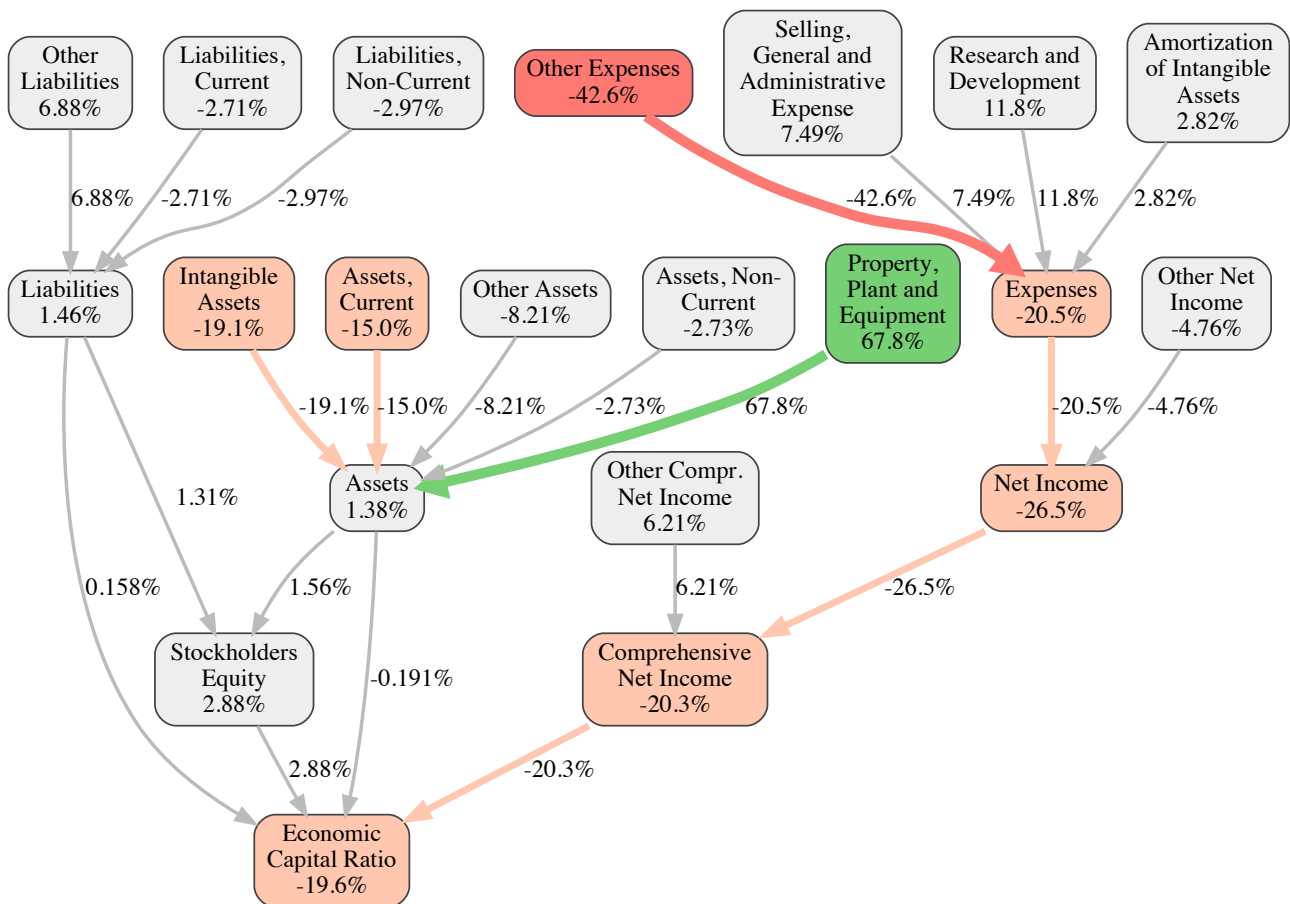 Other
Liabilities
6.88%
Liabilities,
Current
-2.71%
Liabilities,
Non-Current
-2.97%
Other Expenses
-42.6%
Selling,
General and
Administrative
Expense
7.49%
Research and
Development
11.8%
Amortization
of Intangible
Assets
2.82%
6.88%
-2.71%
-2.97%
-42.6%
7.49%
11.8%
2.82%
Liabilities
1.46%
Intangible
Assets
-19.1%
Assets,
Current
-15.0%
Other Assets
-8.21%
Assets, Non-
Current
-2.73%
Property,
Plant and
Equipment
67.8%
Expenses
-20.5%
Other Net
Income
-4.76%
-19.1%
-15.0%
-8.21%
-2.73%
67.8%
-20.5%
-4.76%
Assets
1.38%
Other Compr.
Net Income
6.21%
Net Income
-26.5%
1.31%
0.158%
1.56%
6.21%
-26.5%
Stockholders
Equity
2.88%
-0.191%
Comprehensive
Net Income
-20.3%
2.88%
-20.3%
Economic
Capital Ratio
-19.6%